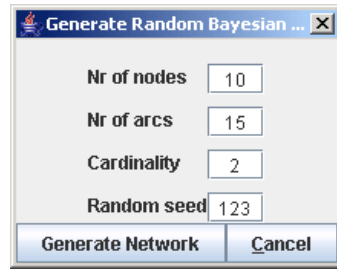 Generate Random Bayesian ...
Nr of nodes 10
Nr of arcs 15
Cardinality 2
Random seed 123
Generate Network Cancel